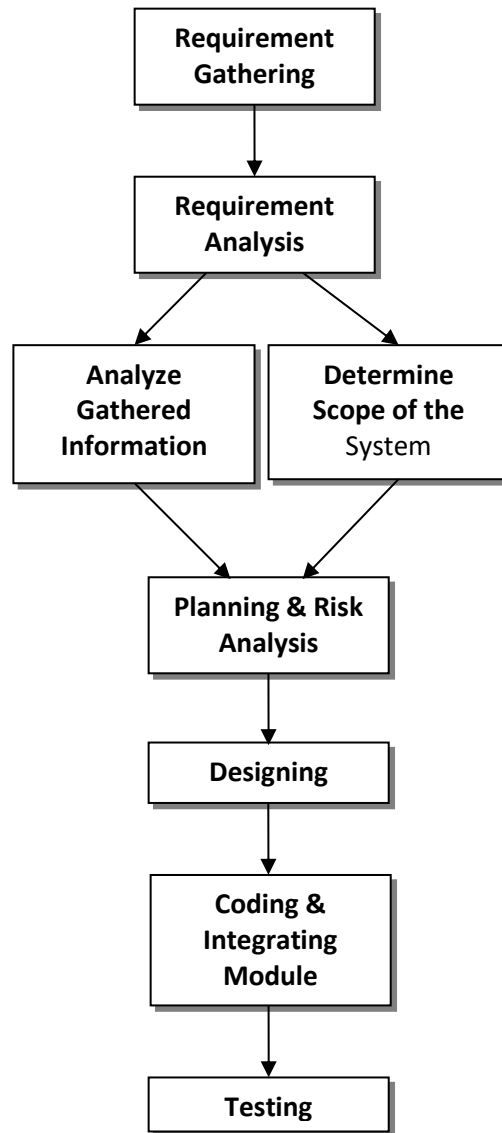 Requirement
Gathering
Requirement
Analysis
Analyze
Gathered
Information
Determine
Scope of the
System
Planning & Risk
Analysis
Designing
Coding &
Integrating
Module
Testing